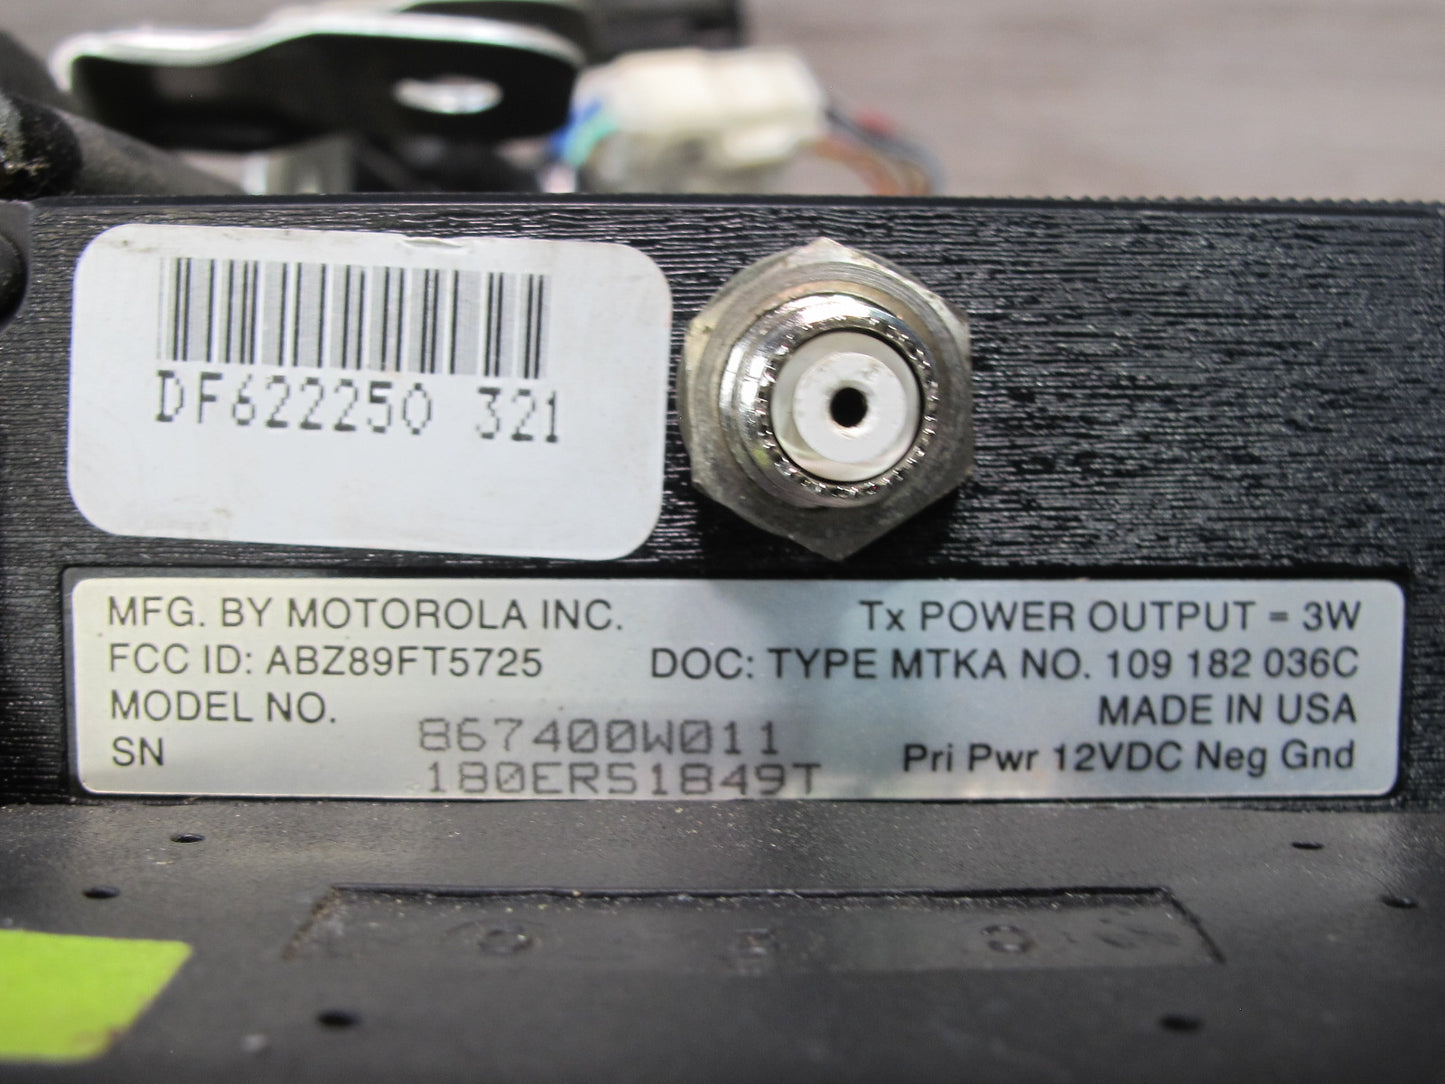 DF622250 321
MFG. BY MOTOROLA INC. Tx POWER OUTPUT = 3W
FCC ID: ABZ89FT5725 DOC: TYPE MTKA NO. 109 182 036C
MODEL NO. 867400W011 MADE IN USA
SN 180ERS1849T Pri Pwr 12VDC Neg Gnd